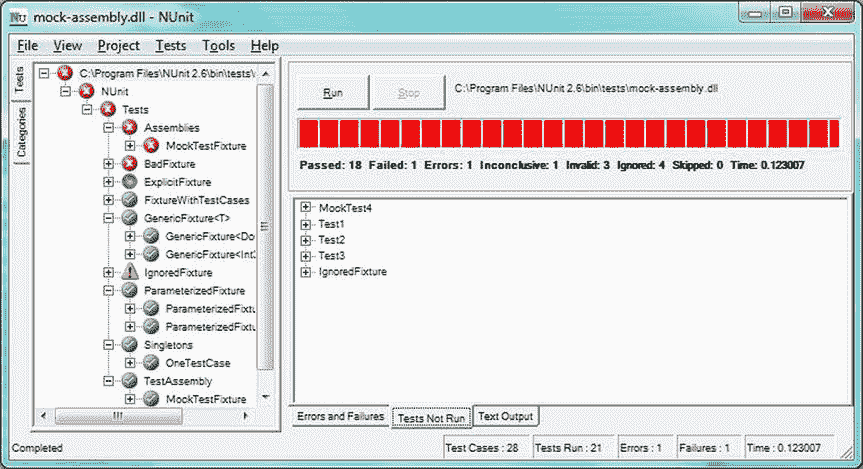 mock-assembly.dll - NUnit
File View Project Tests Tools Help
Tests
Categories
C:\Program Files\NUnit 2.6\bin\tests\
NUnit
Tests
Assemblies
MockTestFixture
BadFixture
ExplicitFixture
FixtureWithTestCases
GenericFixture<T>
GenericFixture<Do
GenericFixture<Int
IgnoredFixture
ParameterizedFixture
ParameterizedFixtu
ParameterizedFixtu
Singletons
OneTestCase
TestAssembly
MockTestFixture
Run Stop C:\Program Files\NUnit 2.6\bin\tests\mock-assembly.dll
Passed: 18 Failed: 1 Errors: 1 Inconclusive: 1 Invalid: 3 Ignored: 4 Skipped: 0 Time: 0.123007
MockTest4
Test1
Test2
Test3
IgnoredFixture
Errors and Failures Tests Not Run Text Output
Completed Test Cases : 28 Tests Run : 21 Errors : 1 Failures : 1 Time : 0.123007